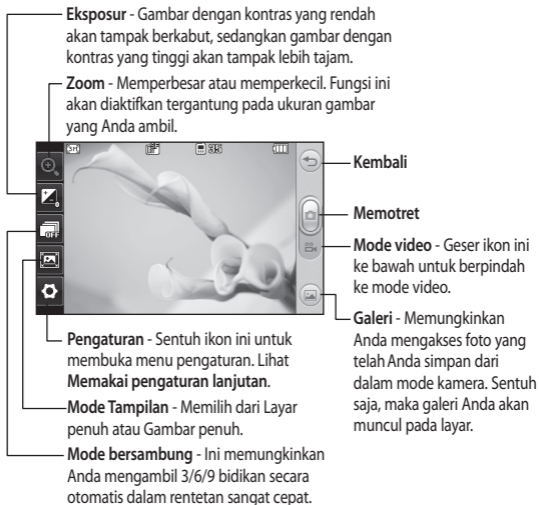 Eksposur - Gambar dengan kontras yang rendah
akan tampak berkabut, sedangkan gambar dengan
kontras yang tinggi akan tampak lebih tajam.
Zoom - Memperbesar atau memperkecil. Fungsi ini
akan diaktifkan tergantung pada ukuran gambar
yang Anda ambil.
3M
OFF
Kembali
Memotret
Mode video - Geser ikon ini
ke bawah untuk berpindah
ke mode video.
Galeri - Memungkinkan
Anda mengakses foto yang
telah Anda simpan dari
dalam mode kamera. Sentuh
saja, maka galeri Anda akan
muncul pada layar.
Pengaturan - Sentuh ikon ini untuk
membuka menu pengaturan. Lihat
Memakai pengaturan lanjutan.
Mode Tampilan - Memilih dari Layar
penuh atau Gambar penuh.
Mode bersambung - Ini memungkinkan
Anda mengambil 3/6/9 bidikan secara
otomatis dalam rentetan sangat cepat.